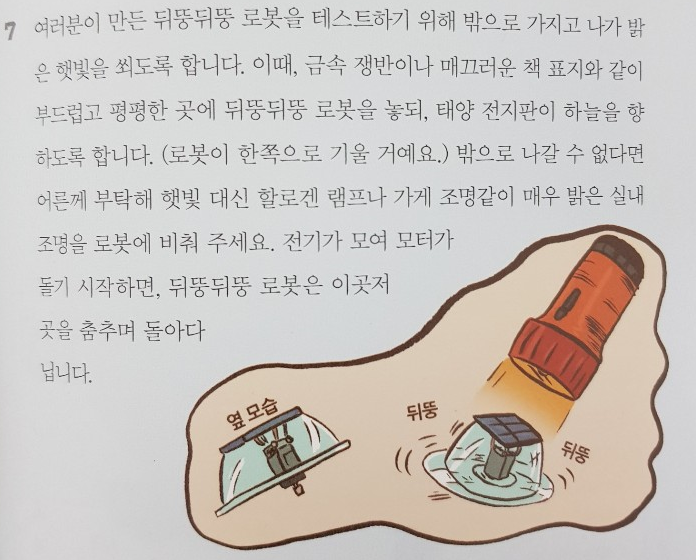 7 여러분이 만든 뒤뚱뒤뚱 로봇을 테스트하기 위해 밖으로 가지고 나가 밝
은 햇빛을 쐬도록 합니다. 이때, 금속 쟁반이나 매끄러운 책 표지와 같이
부드럽고 평평한 곳에 뒤뚱뒤뚱 로봇을 놓되, 태양 전지판이 하늘을 향
하도록 합니다. (로봇이 한쪽으로 기울 거예요.) 밖으로 나갈 수 없다면
어른께 부탁해 햇빛 대신 할로겐 램프나 가게 조명같이 매우 밝은 실내
조명을 로봇에 비춰 주세요. 전기가 모여 모터가
돌기 시작하면, 뒤뚱뒤뚱 로봇은 이곳저
곳을 춤추며 돌아다
닙니다.
옆 모습
뒤뚱
뒤뚱